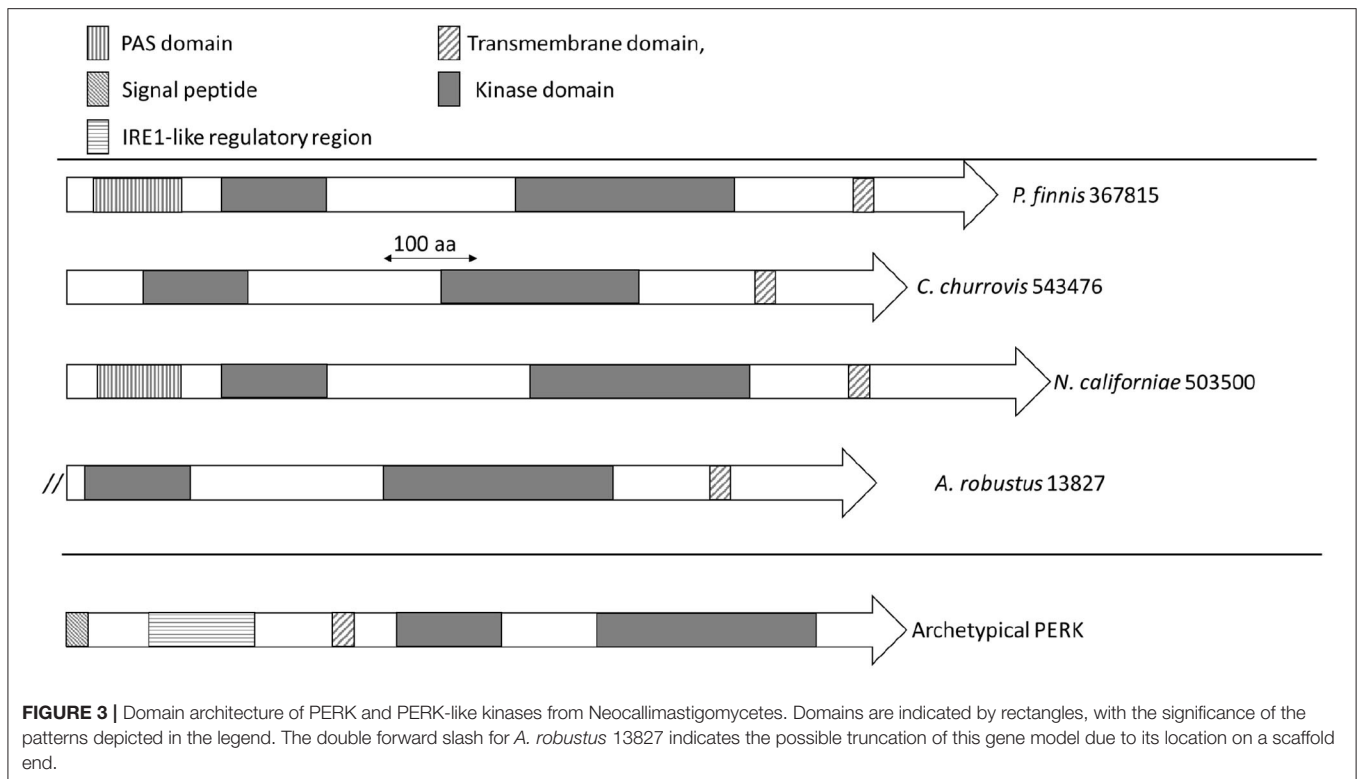 PAS domain
Transmembrane domain,
Signal peptide
Kinase domain
IRE1-like regulatory region
P. finnis 367815
100 aa
C. churrovis 543476
N. californiae 503500
//
A. robustus 13827
Archetypical PERK
FIGURE 3 | Domain architecture of PERK and PERK-like kinases from Neocallimastigomycetes. Domains are indicated by rectangles, with the significance of the
patterns depicted in the legend. The double forward slash for A. robustus 13827 indicates the possible truncation of this gene model due to its location on a scaffold
end.